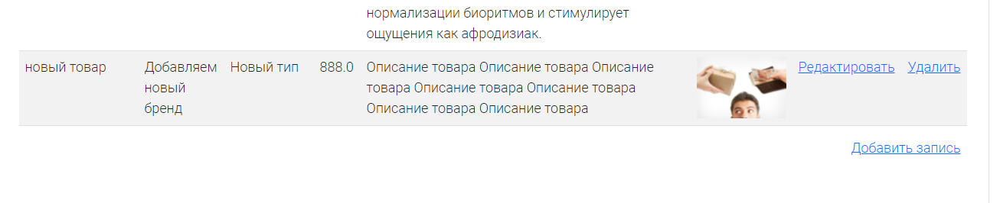 нормализации биоритмов и стимулирует
ощущения как афродизиак.
новый товар Добавляем Новый тип 888.0 Описание товара Описание товара Описание Редактировать Удалить
новый товара Описание товара Описание товара
бренд Описание товара Описание товара
Добавить запись